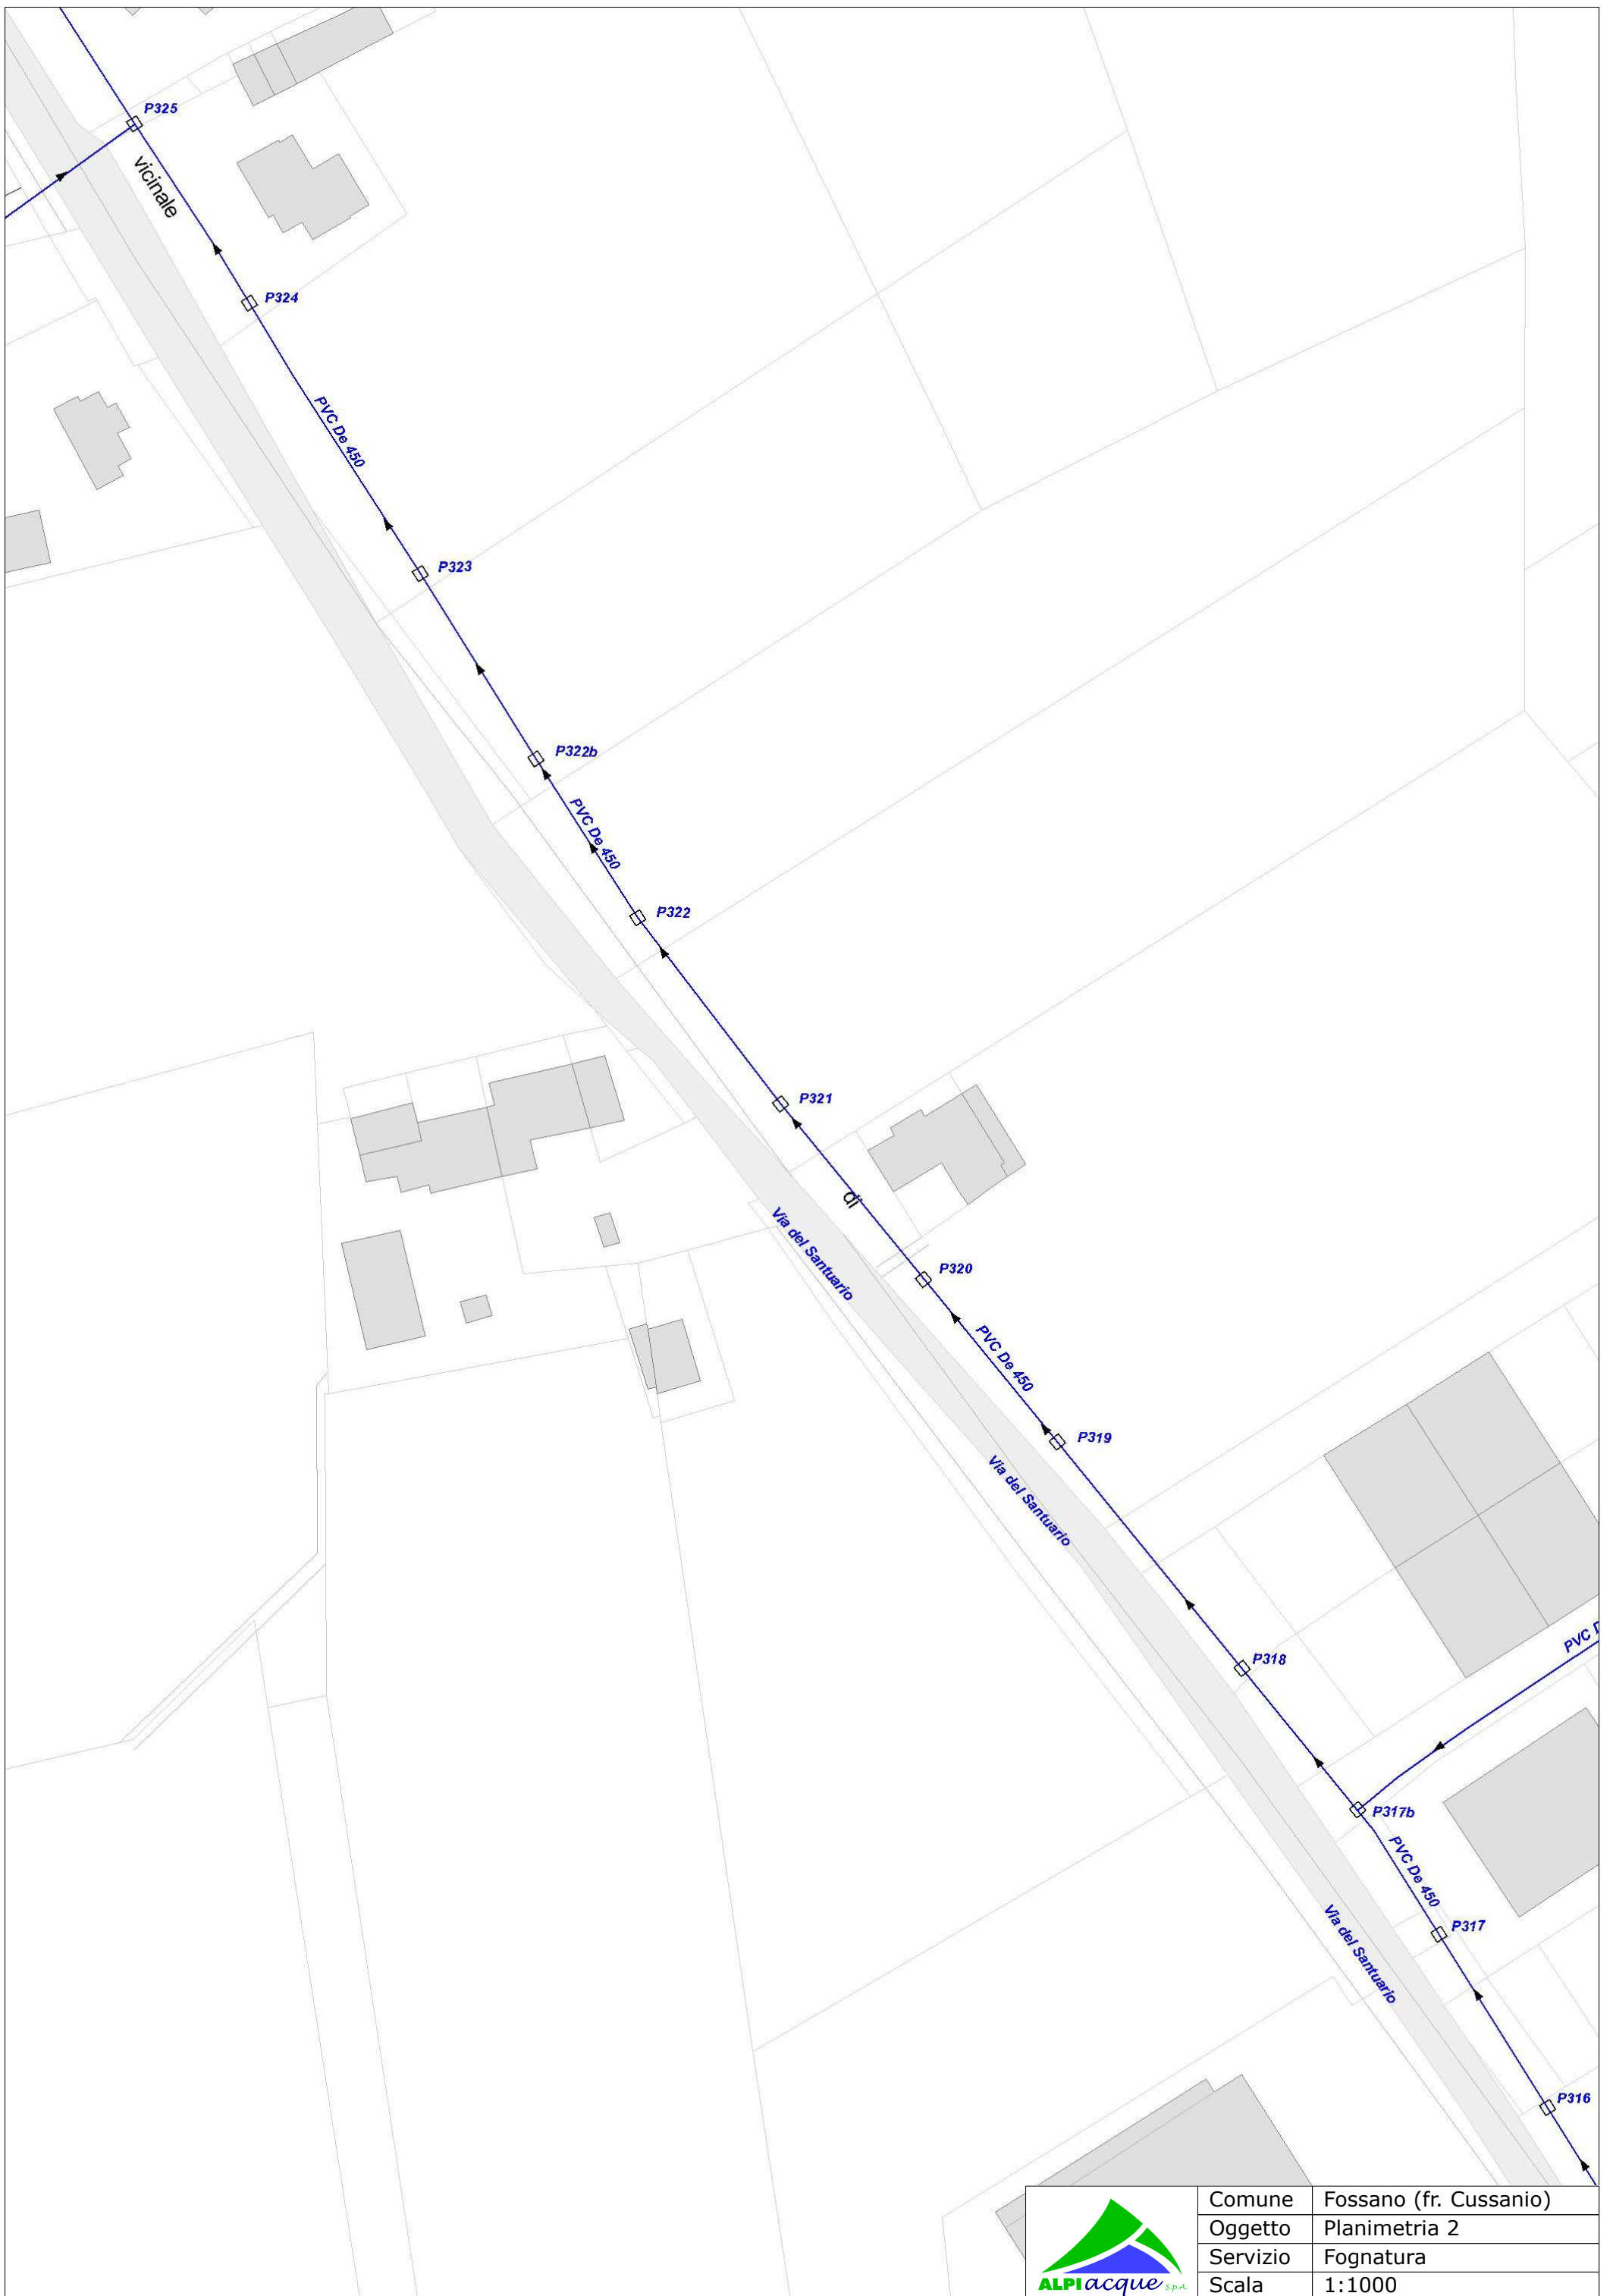 P325
vicinale
P324
PVC De 450
P323
P322b
PVC De 450
P322
P321
di
Via del Santuario
P320
PVC De 450
P319
Via del Santuario
P318
PVC D
P317b
PVC De 450
P317
Via del Santuario
P316
Comune Fossano (fr. Cussanio)
Oggetto Planimetria 2
Servizio Fognatura
Scala 1:1000
ALPIacque S.p.A.